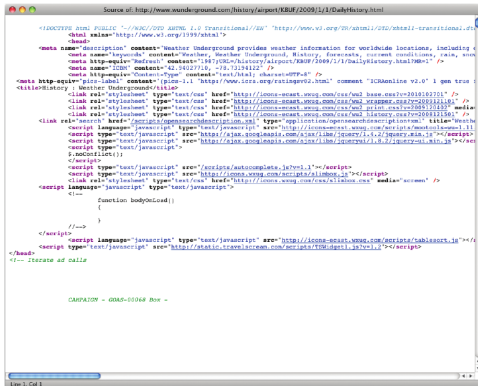 Source of: http://www.wunderground.com/history/airport/KBUF/2009/1/1/DailyHistory.html
<!DOCTYPE html PUBLIC "-//W3C//DTD XHTML 1.0 Transitional//EN" "http://www.w3.org/TR/xhtml1/DTD/xhtml1-transitional.dtd
<html xmlns="http://www.w3.org/1999/xhtml">
<head>
<meta name="description" content="Weather Underground provides weather information for worldwide locations, including
<meta name="keywords" content="Weather, Weather Underground, History, forecasts, current conditions, rain, snow
<meta http-equiv="Refresh" content="1987;URL=/history/airport/KBUF/2009/1/1/DailyHistory.html?MR=1" />
<meta name="ICBM" content="42.94027710, -78.73194122" />
<meta http-equiv="Content-Type" content="text/html; charset=UTF-8" />
<meta http-equiv="pics-label" content='(pics-1.1 "http://www.icra.org/ratingsv02.html" comment "ICRAonline v2.0" l gen true
<title>History : Weather Underground</title>
<link rel="stylesheet" type="text/css" href="http://icons-ecast.wxug.com/css/wu2_base.css?v=2010102701" />
<link rel="stylesheet" type="text/css" href="http://icons-ecast.wxug.com/css/wu2_wrapper.css?v=2009121101" />
<link rel="stylesheet" type="text/css" href="http://icons-ecast.wxug.com/css/wu2_print.css?v=2009120402" media=
<link rel="stylesheet" type="text/css" href="http://icons-ecast.wxug.com/css/wu2_history.css?v=2008121501" />
<link rel="search" href="/scripts/opensearchdescription.xml" type="application/opensearchdescription+xml" title="Weathe
<script language="javascript" type="text/javascript" src="http://icons-ecast.wxug.com/scripts/
<script type="text/javascript" src="https://ajax.googleapis.com/ajax/libs/jquery/1.4.2/jquery.min.js"></script>
<script type="text/javascript" src="https://ajax.googleapis.com/ajax/libs/jqueryui/1.8.2/jquery-ui.min.js"></script>
<script type="text/javascript">
$.noConflict();
</script>
<script type="text/javascript" src="/scripts/autocomplete.js?v=1.1"></script>
<script type="text/javascript" src="http://icons.wxug.com/scripts/slimbox.js"></script>
<link rel="stylesheet" type="text/css" href="http://icons.wxug.com/css/slimbox.css" media="screen" />
<script language="javascript" type="text/javascript">
<!--
function bodyOnLoad()
{
}
//-->
</script>
<script language="javascript" type="text/javascript" src="http://icons-ecast.wxug.com/scripts/tablesort.js"></
<script type="text/javascript" src="http://static.travelscream.com/scripts/TSWidget1.js?v=1.2"></script>
</head>
<!-- Iterate ad calls
CAMPAIGN = GOAS-00068 Box =
Line 1, Col 1